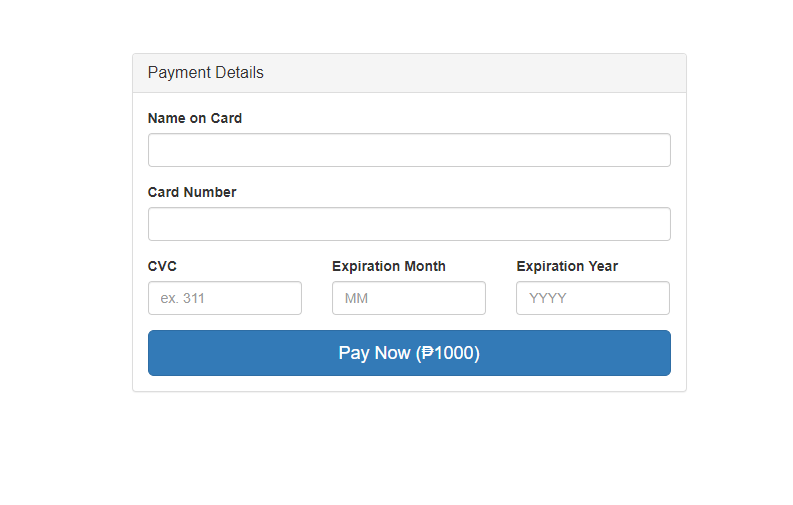 Payment Details
Name on Card
Card Number
CVC Expiration Month Expiration Year
ex. 311 MM YYYY
Pay Now (₱1000)